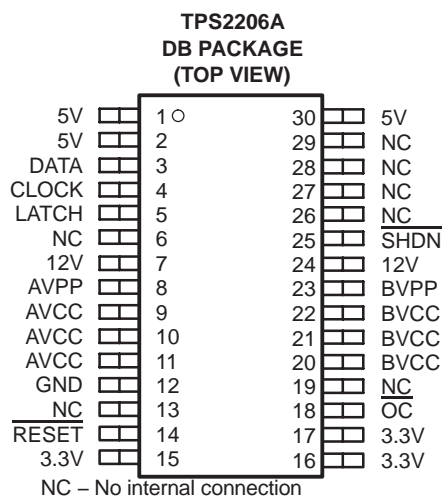 TPS2206A
DB PACKAGE
(TOP VIEW)
5V 1 30 5V
5V 2 29 NC
DATA 3 28 NC
CLOCK 4 27 NC
LATCH 5 26 NC
NC 6 25 SHDN
12V 7 24 12V
AVPP 8 23 BVPP
AVCC 9 22 BVCC
AVCC 10 21 BVCC
AVCC 11 20 BVCC
GND 12 19 NC
NC 13 18 OC
RESET 14 17 3.3V
3.3V 15 16 3.3V
NC – No internal connection